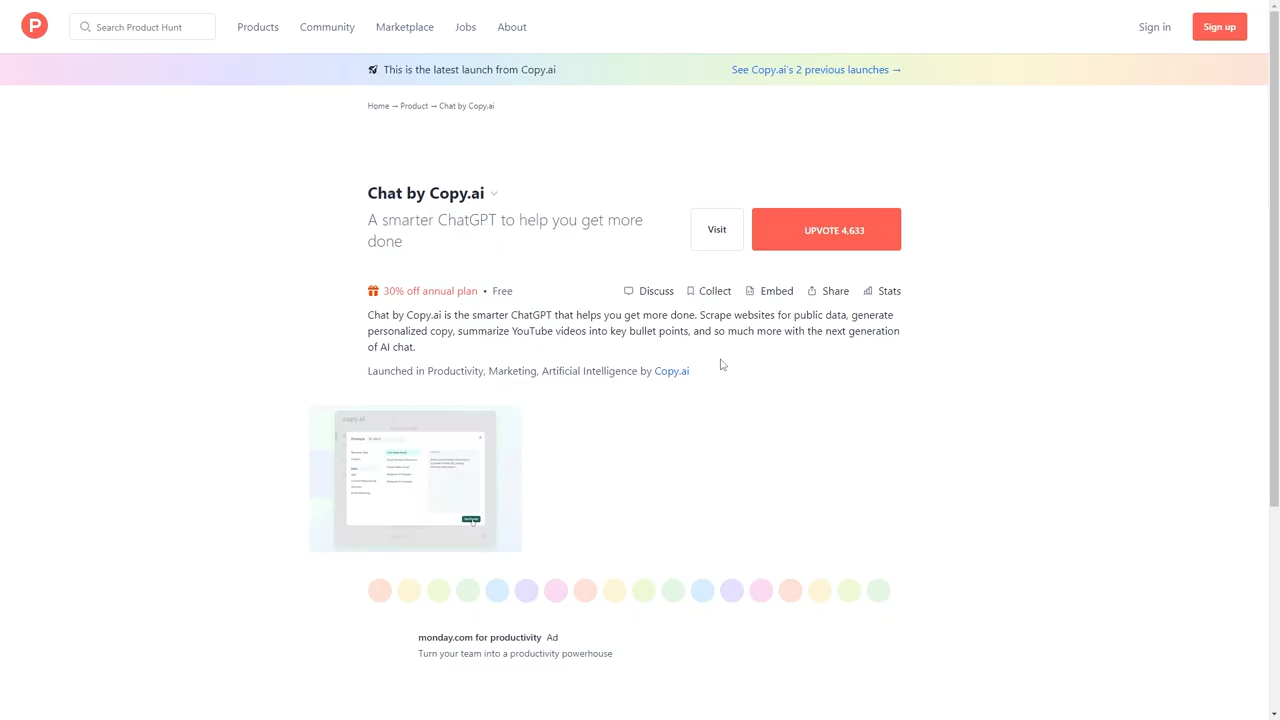 P
Search Product Hunt
Products
Community
Marketplace
Jobs
About
Sign in
Sign up
This is the latest launch from Copy.ai
See Copy.ai's 2 previous launches →
Home → Product → Chat by Copy.ai
Chat by Copy.ai
A smarter ChatGPT to help you get more
done
Visit
UPVOTE 4,633
30% off annual plan • Free
Discuss
Collect
Embed
Share
Stats
Chat by Copy.ai is the smarter ChatGPT that helps you get more done. Scrape websites for public data, generate
personalized copy, summarize YouTube videos into key bullet points, and so much more with the next generation
of AI chat.
Launched in Productivity, Marketing, Artificial Intelligence by Copy.ai
copy.ai
monday.com for productivity Ad
Turn your team into a productivity powerhouse